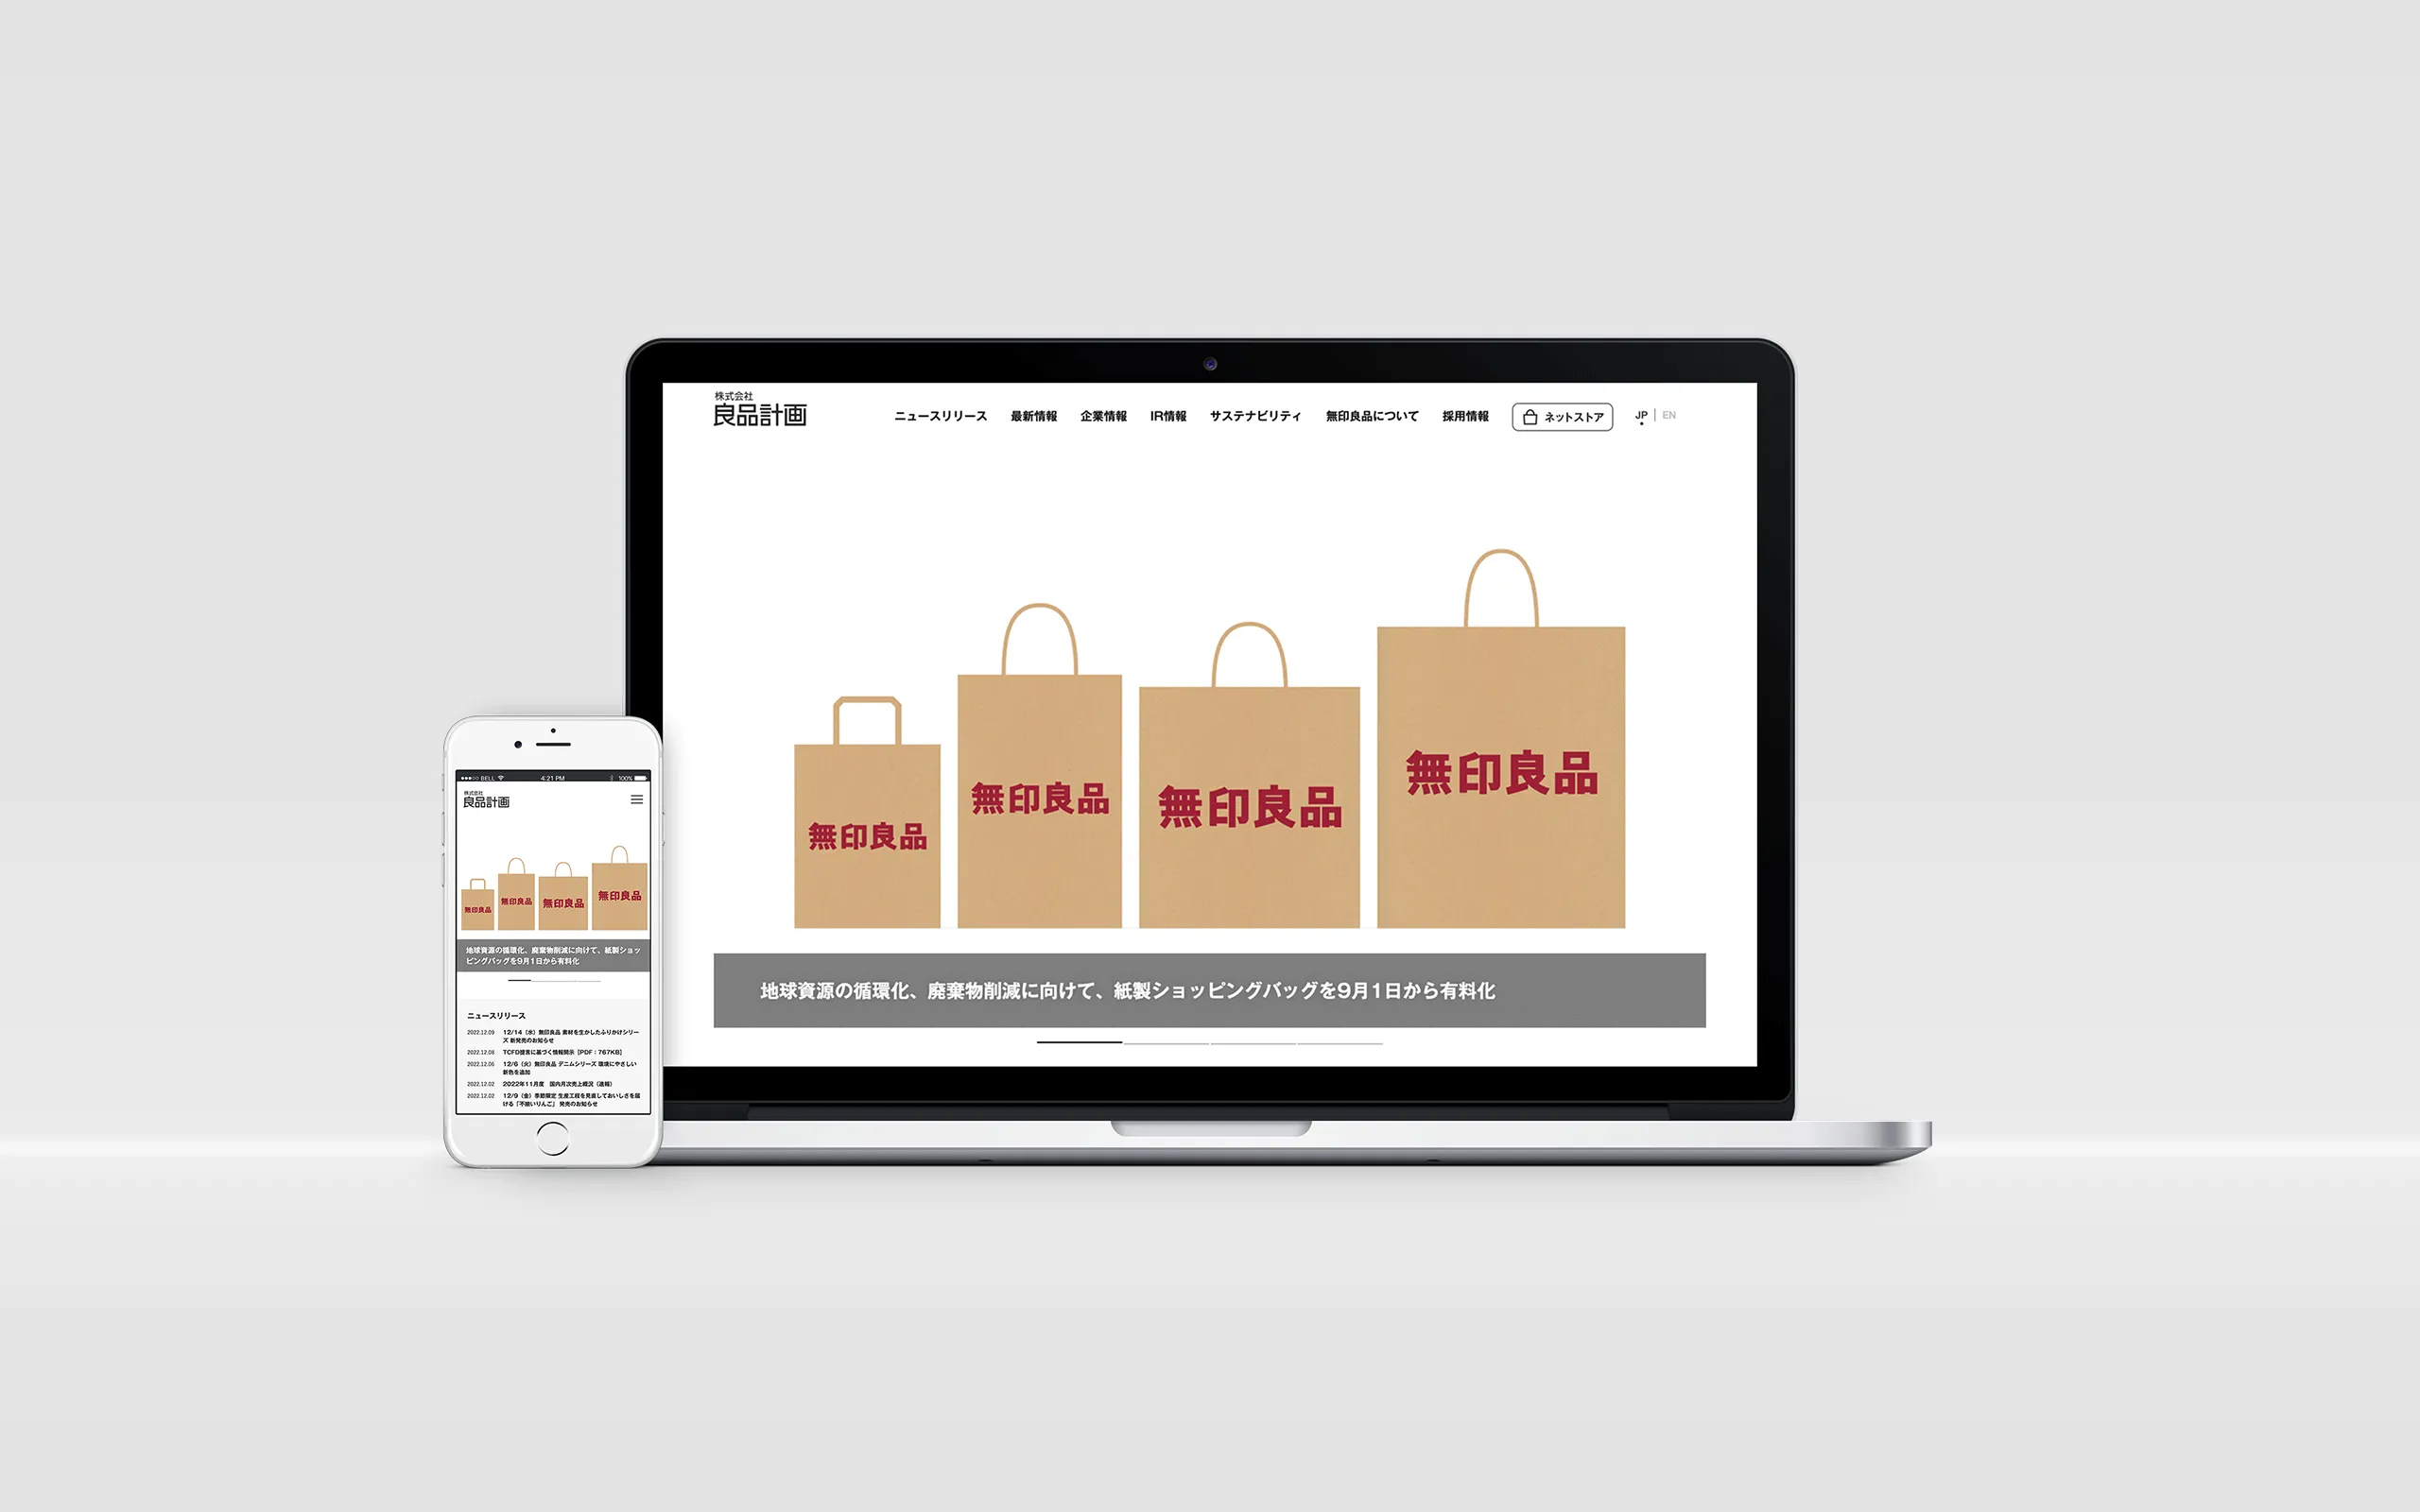 株式会社
良品計画
ニュースリリース 最新情報 企業情報 IR情報 サステナビリティ 無印良品について 採用情報 ネットストア JP EN
無印良品
無印良品
無印良品
無印良品
地球資源の循環化、廃棄物削減に向けて、紙製ショッピングバッグを9月1日から有料化
BELL 4:21 PM 100%
株式会社
良品計画
無印良品
無印良品
無印良品
無印良品
地球資源の循環化、廃棄物削減に向けて、紙製ショッ
ピングバッグを9月1日から有料化
ニュースリリース
2022.12.09 12/14（水）無印良品 素材を生かしたふりかけシリー
ズ 新発売のお知らせ
2022.12.08 TCFD提言に基づく情報開示［PDF：767KB］
2022.12.06 12/6（火）無印良品 デニムシリーズ 環境にやさしい
新色を追加
2022.12.02 2022年11月度 国内月次売上概況（速報）
2022.12.02 12/9（金）季節限定 生産工程を見直しておいしさを届
ける「不揃いりんご」 発売のお知らせ